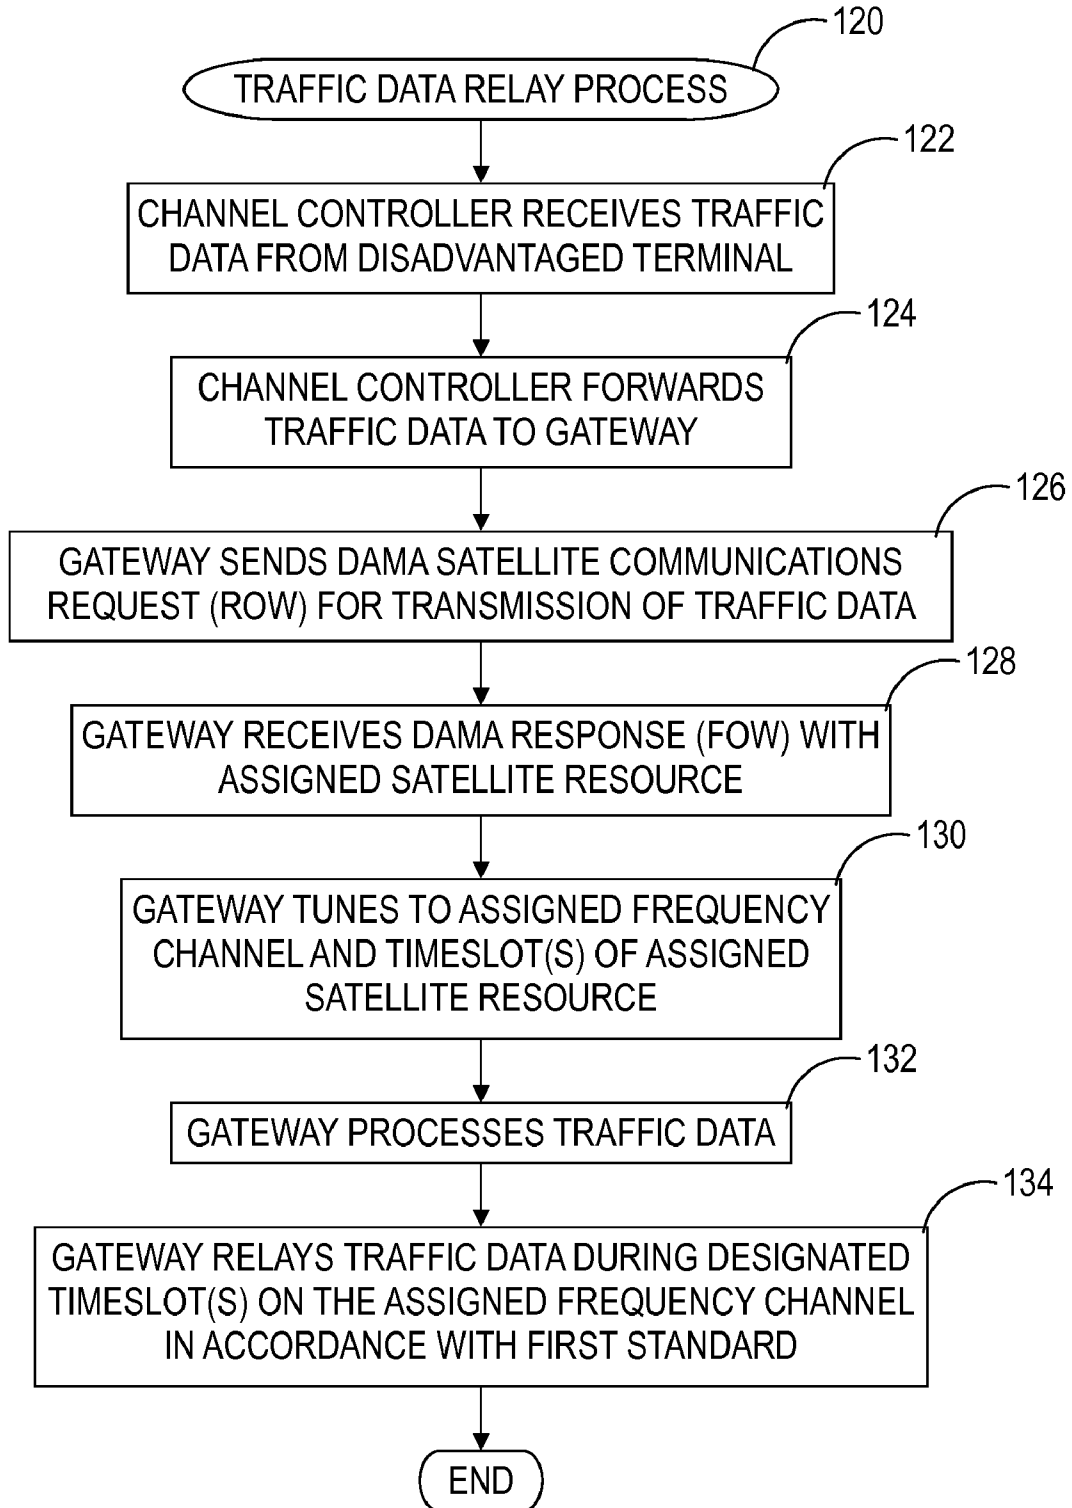 120
TRAFFIC DATA RELAY PROCESS
122
CHANNEL CONTROLLER RECEIVES TRAFFIC
DATA FROM DISADVANTAGED TERMINAL
124
CHANNEL CONTROLLER FORWARDS
TRAFFIC DATA TO GATEWAY
126
GATEWAY SENDS DAMA SATELLITE COMMUNICATIONS
REQUEST (ROW) FOR TRANSMISSION OF TRAFFIC DATA
128
GATEWAY RECEIVES DAMA RESPONSE (FOW) WITH
ASSIGNED SATELLITE RESOURCE
130
GATEWAY TUNES TO ASSIGNED FREQUENCY
CHANNEL AND TIMESLOT(S) OF ASSIGNED
SATELLITE RESOURCE
132
GATEWAY PROCESSES TRAFFIC DATA
134
GATEWAY RELAYS TRAFFIC DATA DURING DESIGNATED
TIMESLOT(S) ON THE ASSIGNED FREQUENCY CHANNEL
IN ACCORDANCE WITH FIRST STANDARD
END